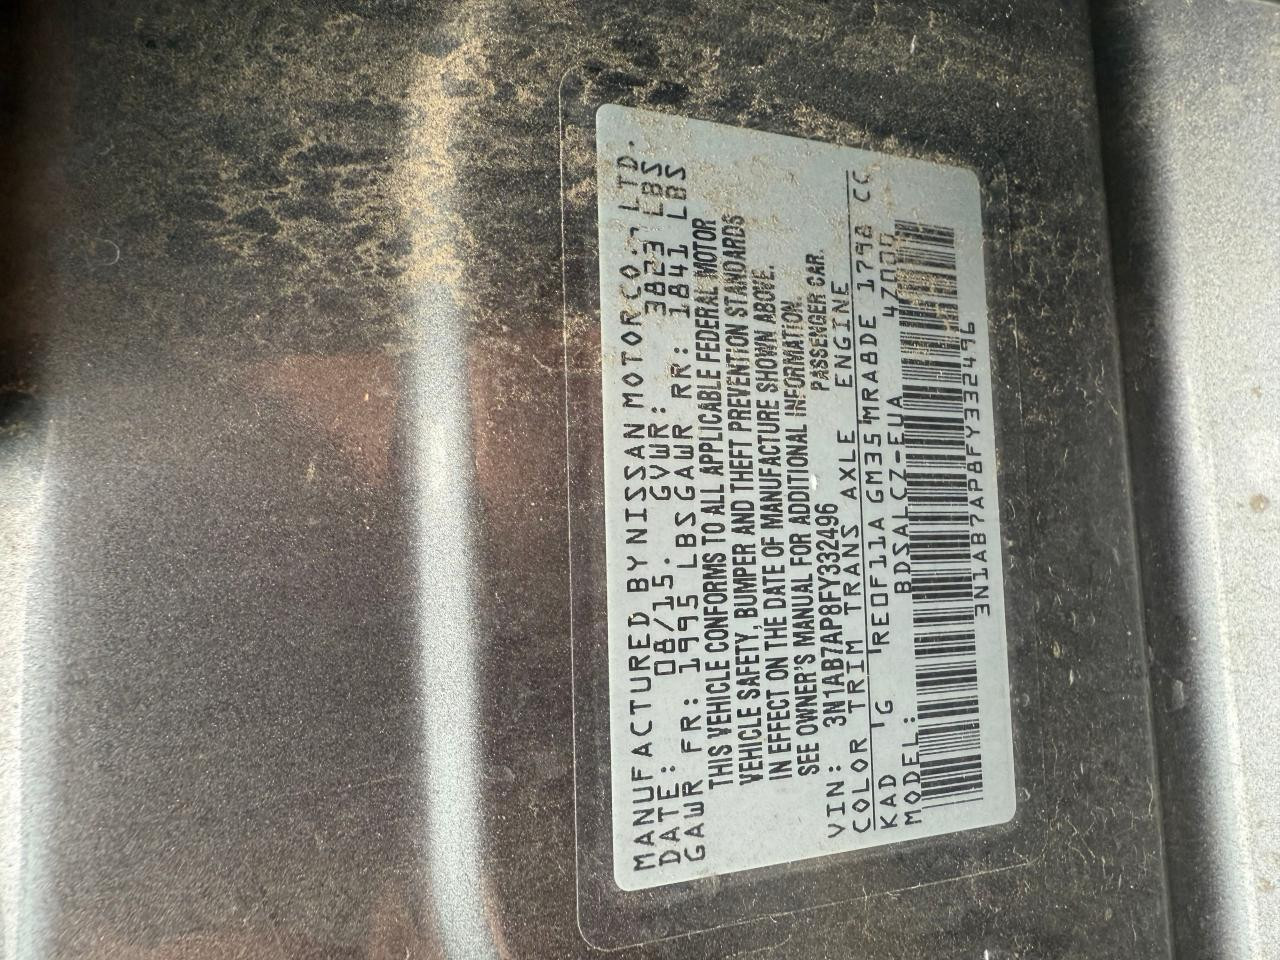 MANUFACTURED BY NISSAN MOTOR CO., LTD.
DATE: 08/15. GVWR: 3823 LBS
GAWR FR: 1995 LBS GAWR RR: 1841 LBS
THIS VEHICLE CONFORMS TO ALL APPLICABLE FEDERAL MOTOR
VEHICLE SAFETY, BUMPER AND THEFT PREVENTION STANDARDS
IN EFFECT ON THE DATE OF MANUFACTURE SHOWN ABOVE.
SEE OWNER'S MANUAL FOR ADDITIONAL INFORMATION.
VIN: 3N1AB7AP8FY332496 PASSENGER CAR.
COLOR TRIM TRANS AXLE ENGINE
KAD G RE0F11A GM35 MRA8DE 1798 CC
MODEL: BDSALCZ-EUA 4Z000
3N1AB7AP8FY332496